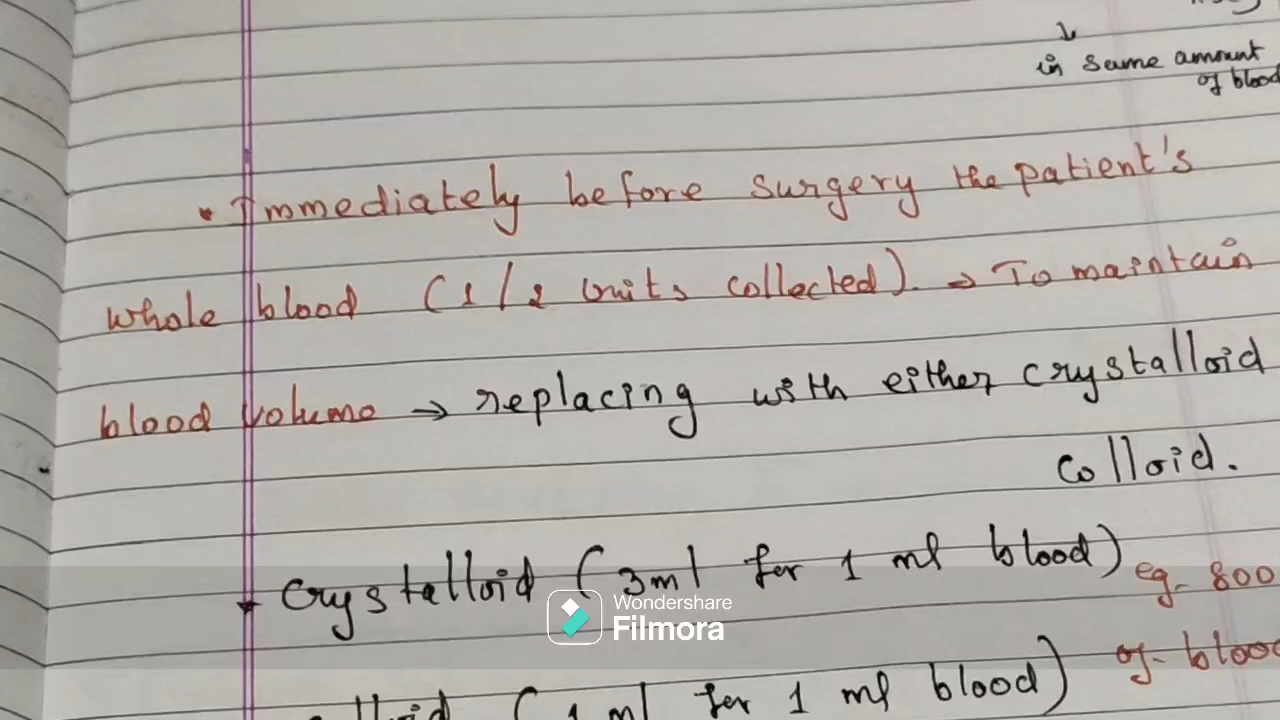 in same amount
of blood
• Immediately before surgery the patient's
whole blood (1/2 units collected). → To maintain
blood volume → replacing with either crystalloid
colloid.
crystalloid (3ml for 1 ml blood) eg. 800
of blood
(1 ml for 1 ml blood)
Wondershare
Filmora